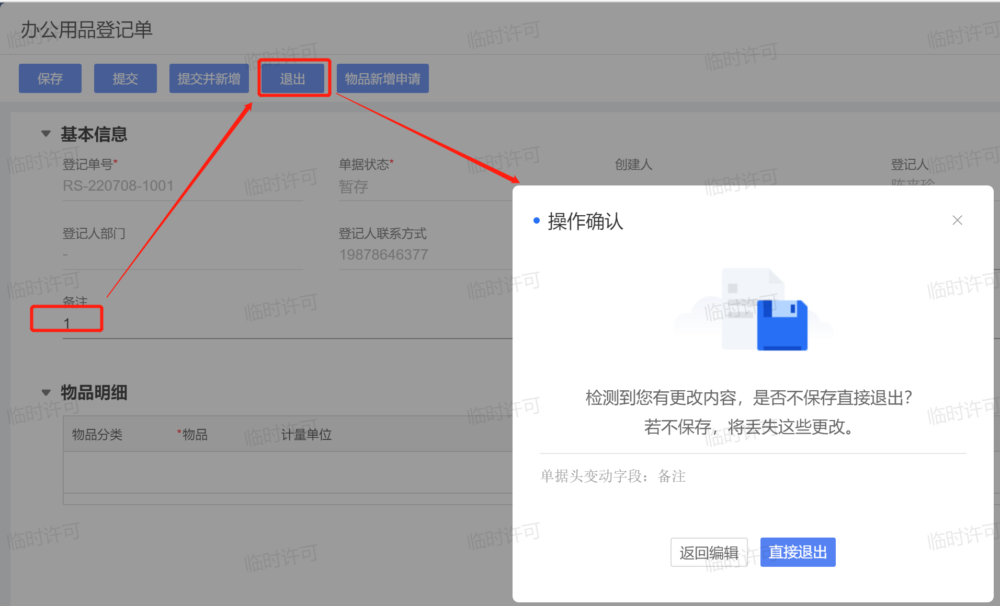 办公用品登记单
保存 提交 提交并新增 退出 物品新增申请
基本信息
登记单号* 单据状态* 创建人 登记人
RS-220708-1001 暂存
登记人部门 登记人联系方式
- 19878646377
备注
1
物品明细
物品分类 *物品 计量单位
操作确认
检测到您有更改内容，是否不保存直接退出？
若不保存，将丢失这些更改。
单据头变动字段：备注
返回编辑 直接退出
临时许可